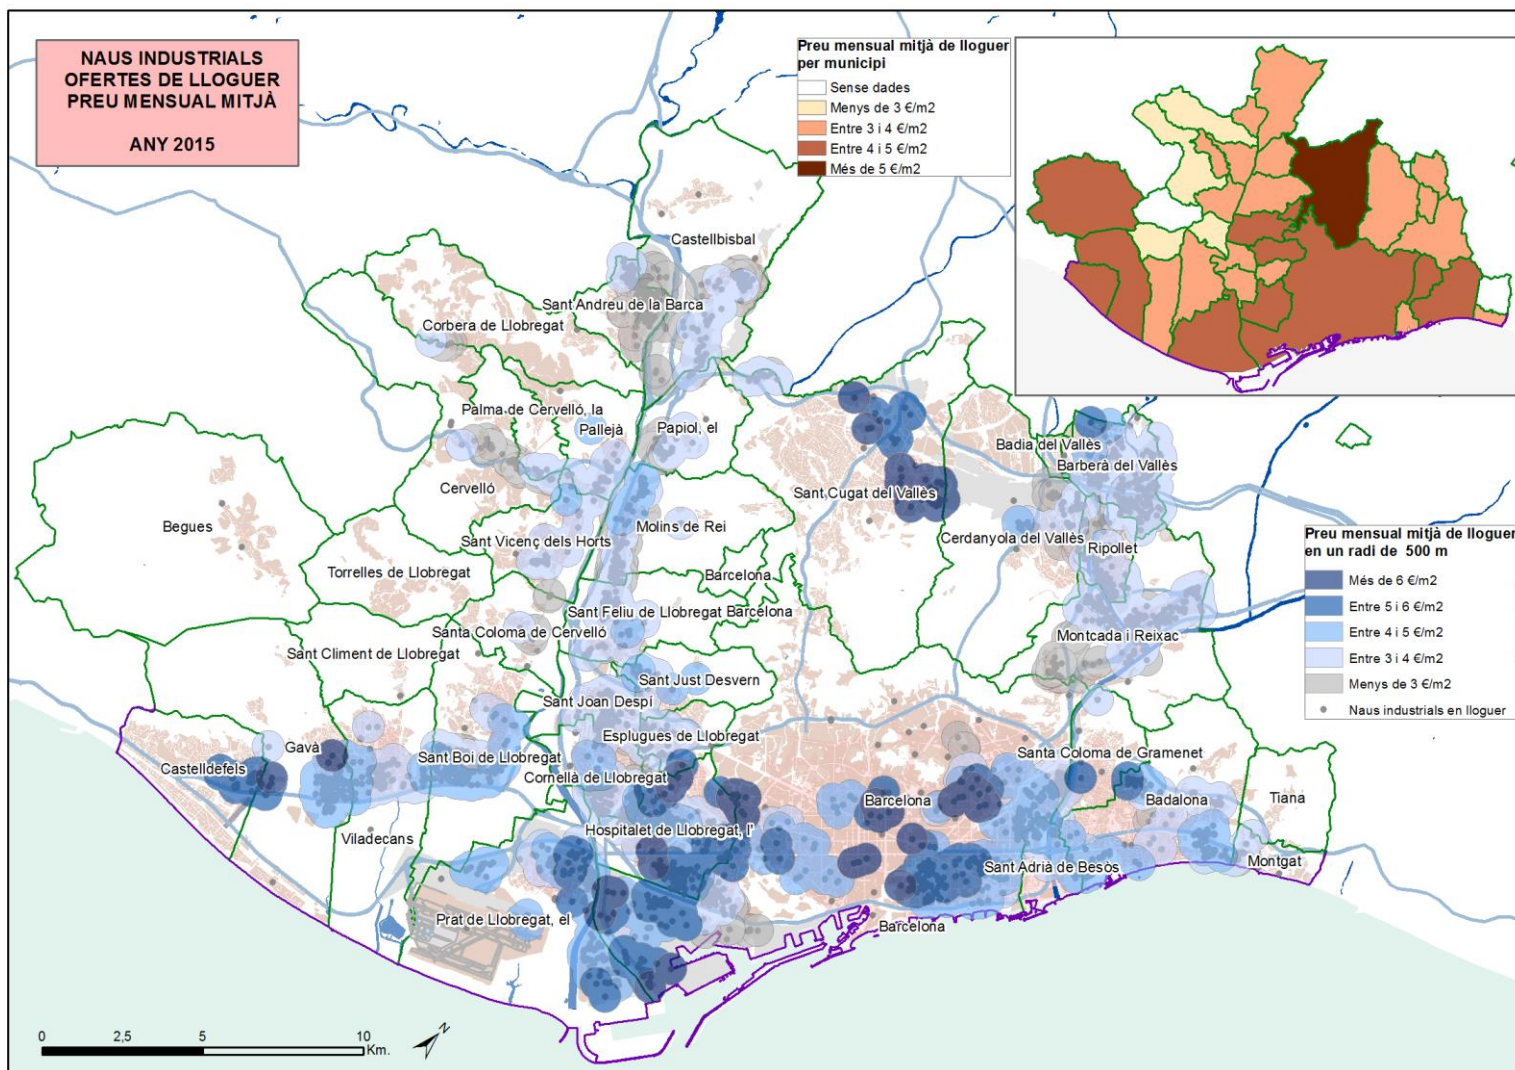 NAUS INDUSTRIALS
OFERTES DE LLOGUER
PREU MENSUAL MITJÀ
ANY 2015
Preu mensual mitjà de lloguer
per municipi
Sense dades
Menys de 3 €/m2
Entre 3 i 4 €/m2
Entre 4 i 5 €/m2
Més de 5 €/m2
Castellbisbal
Sant Andreu de la Barca
Corbera de Llobregat
Palma de Cervelló, la
Pallejà
Papiol, el
Badia del Vallès
Barberà del Vallès
Cervelló
Sant Cugat del Vallès
Begues
Molins de Rei
Sant Vicenç dels Horts
Cerdanyola del Vallès
Ripollet
Torrelles de Llobregat
Barcelona
Sant Feliu de Llobregat
Barcelona
Santa Coloma de Cervelló
Montcada i Reixac
Sant Climent de Llobregat
Sant Just Desvern
Sant Joan Despí
Esplugues de Llobregat
Gavà
Sant Boi de Llobregat
Santa Coloma de Gramenet
Castelldefels
Cornellà de Llobregat
Barcelona
Badalona
Tiana
Viladecans
Hospitalet de Llobregat, l'
Sant Adrià de Besòs
Montgat
Prat de Llobregat, el
Barcelona
Preu mensual mitjà de lloguer
en un radi de 500 m
Més de 6 €/m2
Entre 5 i 6 €/m2
Entre 4 i 5 €/m2
Entre 3 i 4 €/m2
Menys de 3 €/m2
Naus industrials en lloguer
0 2,5 5 10
Km.
N